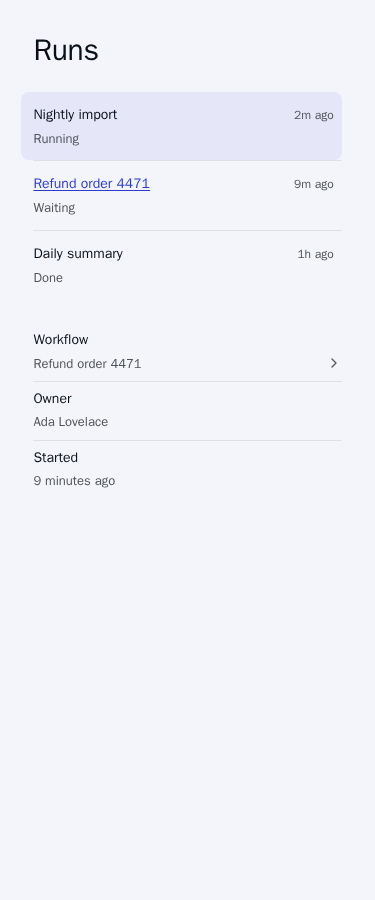 Runs
Nightly import 2m ago
Running
Refund order 4471 9m ago
Waiting
Daily summary 1h ago
Done
Workflow
Refund order 4471
Owner
Ada Lovelace
Started
9 minutes ago